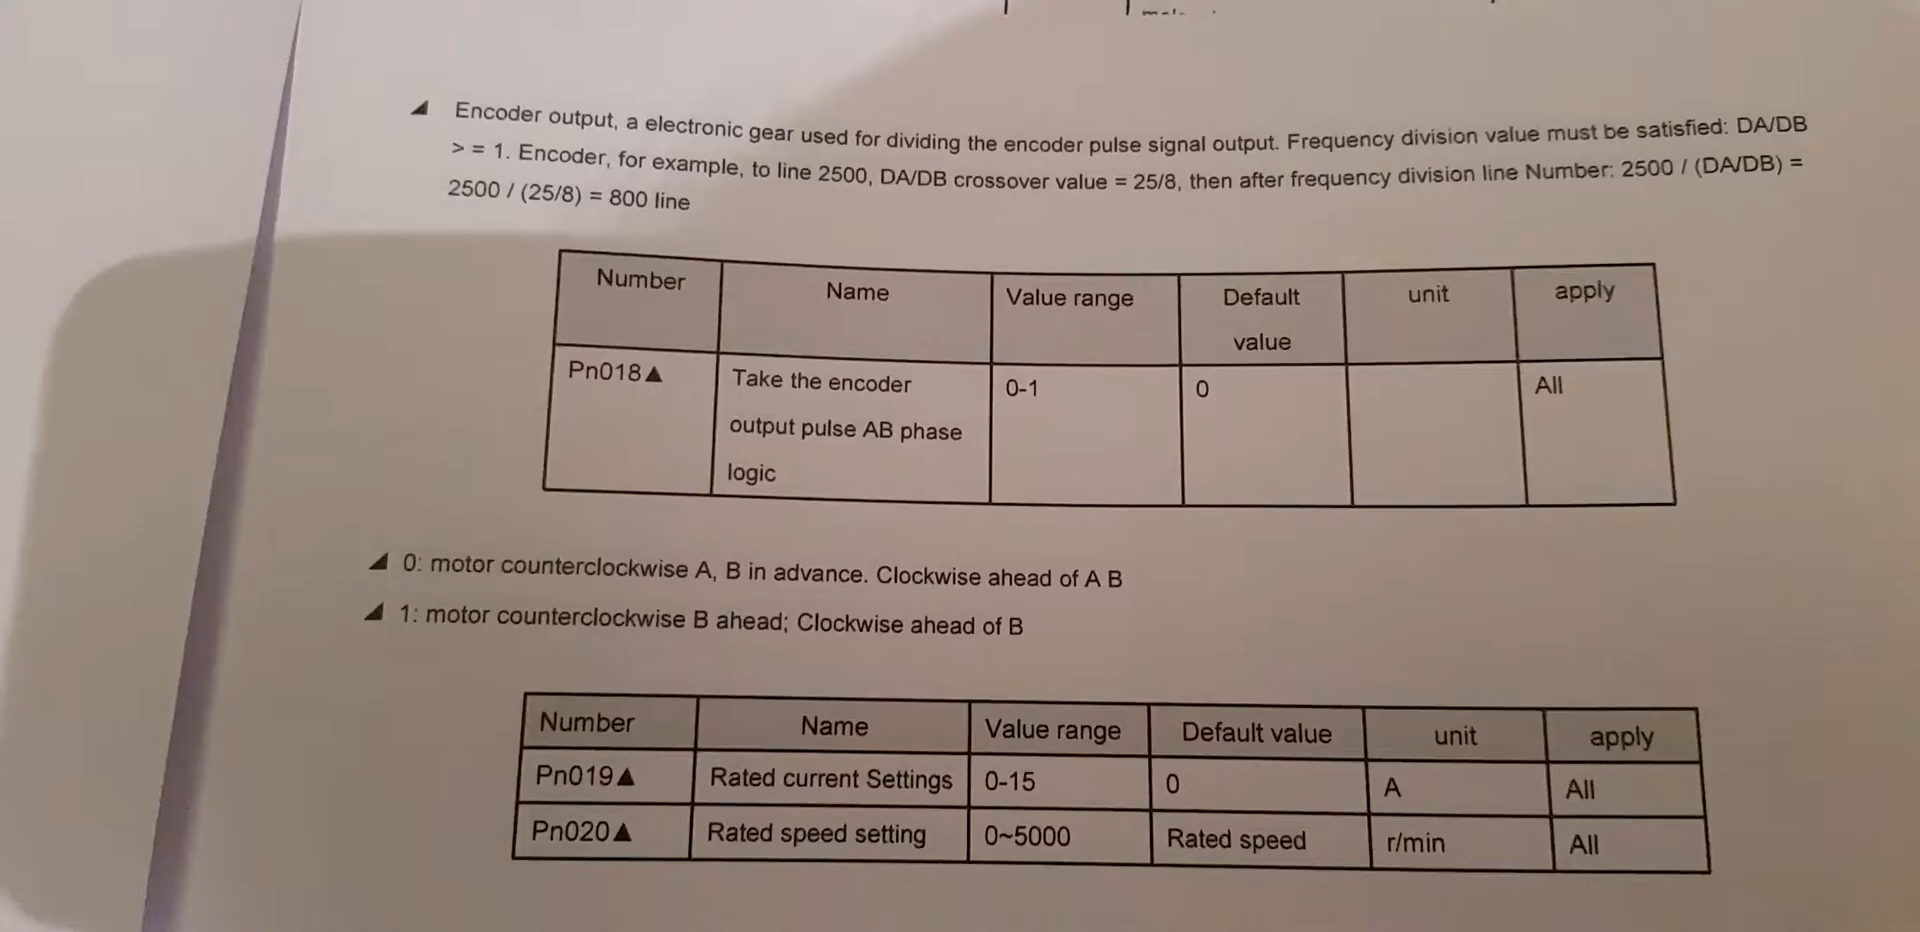 Encoder output, a electronic gear used for dividing the encoder pulse signal output. Frequency division value must be satisfied: DA/DB
> = 1. Encoder, for example, to line 2500, DA/DB crossover value = 25/8, then after frequency division line Number: 2500 / (DA/DB) =
2500 / (25/8) = 800 line
Number Name Value range Default value unit apply
Pn018▲ Take the encoder output pulse AB phase logic 0-1 0 All
0: motor counterclockwise A, B in advance. Clockwise ahead of A B
1: motor counterclockwise B ahead; Clockwise ahead of B
Number Name Value range Default value unit apply
Pn019▲ Rated current Settings 0-15 0 A All
Pn020▲ Rated speed setting 0~5000 Rated speed r/min All